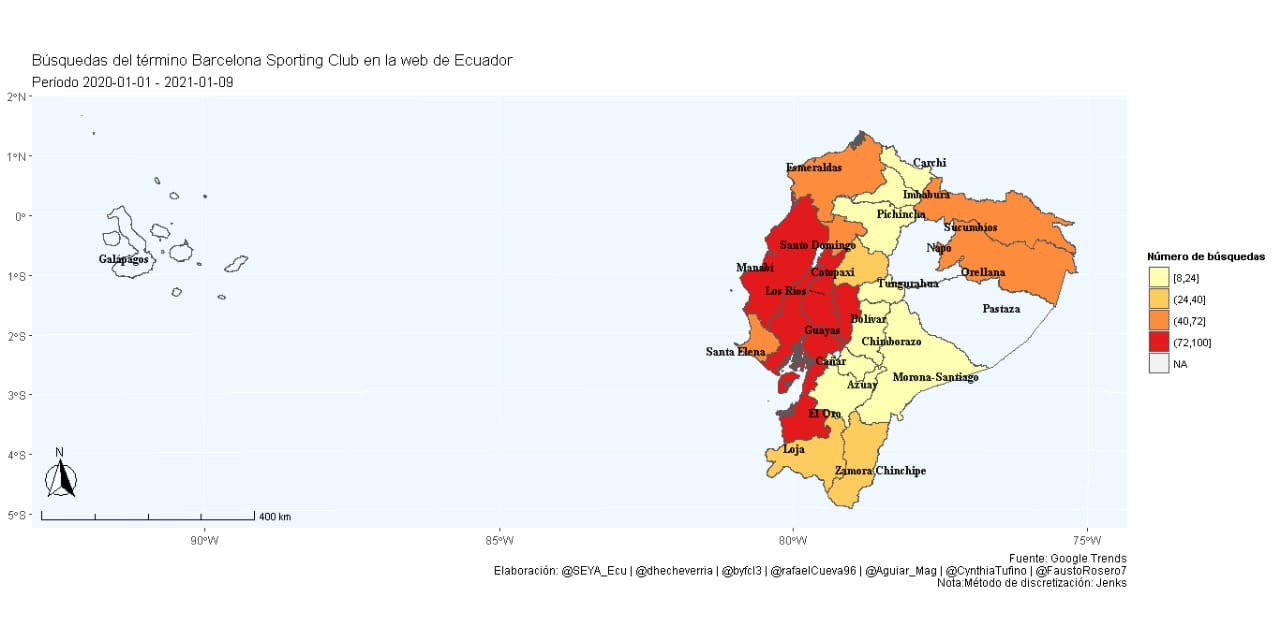 Búsquedas del término Barcelona Sporting Club en la web de Ecuador
Período 2020-01-01 - 2021-01-09
2°N
1°N
0°
1°S
2°S
3°S
4°S
5°S
90°W
85°W
80°W
75°W
Galápagos
Esmeraldas
Carchi
Imbabura
Pichincha
Sucumbíos
Santo Domingo
Napo
Manabí
Cotopaxi
Orellana
Tungurahua
Los Ríos
Pastaza
Bolívar
Guayas
Chimborazo
Santa Elena
Cañar
Morona-Santiago
Azuay
El Oro
Loja
Zamora Chinchipe
N
400 km
Número de búsquedas
[8,24]
(24,40]
(40,72]
(72,100]
NA
Fuente: Google Trends
Elaboración: @SEYA_Ecu | @dhecheverria | @byfcl3 | @rafaelCueva96 | @Aguiar_Mag | @CynthiaTufino | @FaustoRosero7
Nota:Método de discretización: Jenks